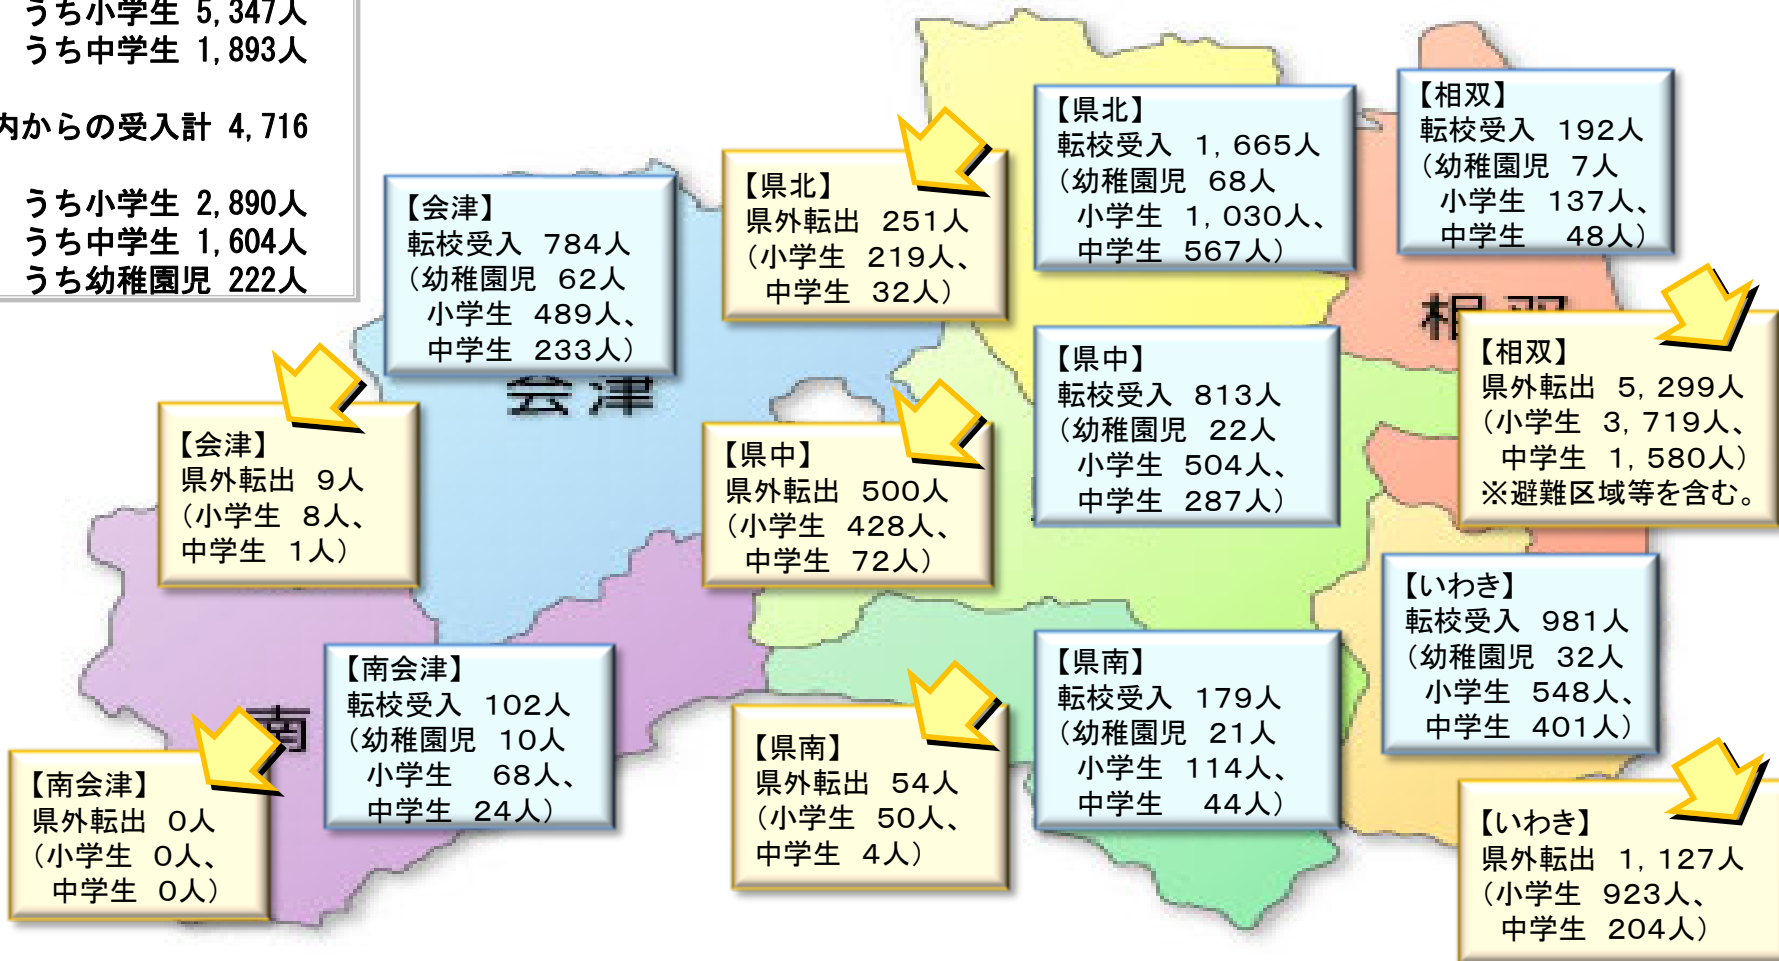 うち小学生 5,347人
うち中学生 1,893人
内からの受入計 4,716
うち小学生 2,890人
うち中学生 1,604人
うち幼稚園児 222人
【会津】
転校受入 784人
(幼稚園児 62人
小学生 489人、
中学生 233人)
【県北】
県外転出 251人
(小学生 219人、
中学生 32人)
【県北】
転校受入 1,665人
(幼稚園児 68人
小学生 1,030人、
中学生 567人)
【相双】
転校受入 192人
(幼稚園児 7人
小学生 137人、
中学生 48人)
相双
【相双】
県外転出 5,299人
(小学生 3,719人、
中学生 1,580人)
※避難区域等を含む。
会津
【会津】
県外転出 9人
(小学生 8人、
中学生 1人)
【県中】
県外転出 500人
(小学生 428人、
中学生 72人)
【県中】
転校受入 813人
(幼稚園児 22人
小学生 504人、
中学生 287人)
【いわき】
転校受入 981人
(幼稚園児 32人
小学生 548人、
中学生 401人)
南
【南会津】
転校受入 102人
(幼稚園児 10人
小学生 68人、
中学生 24人)
【県南】
転校受入 179人
(幼稚園児 21人
小学生 114人、
中学生 44人)
【県南】
県外転出 54人
(小学生 50人、
中学生 4人)
【南会津】
県外転出 0人
(小学生 0人、
中学生 0人)
【いわき】
県外転出 1,127人
(小学生 923人、
中学生 204人)